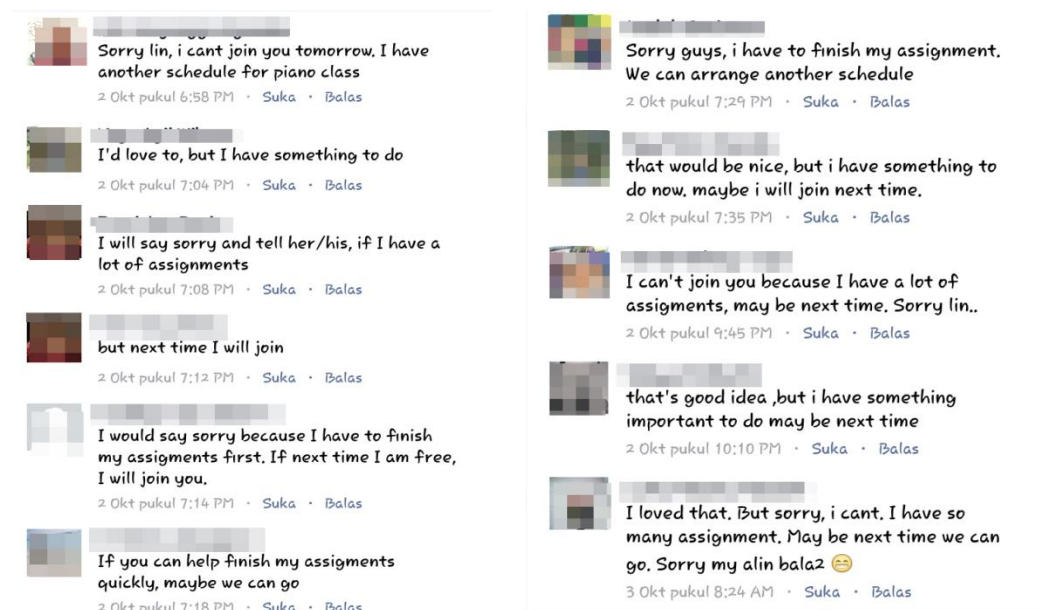 Sorry lin, i cant join you tomorrow. I have
another schedule for piano class
2 Okt pukul 6:58 PM · Suka · Balas
I'd love to, but I have something to do
2 Okt pukul 7:04 PM · Suka · Balas
I will say sorry and tell her/his, if I have a
lot of assignments
2 Okt pukul 7:08 PM · Suka · Balas
but next time I will join
2 Okt pukul 7:12 PM · Suka · Balas
I would say sorry because I have to finish
my assigments first. If next time I am free,
I will join you.
2 Okt pukul 7:14 PM · Suka · Balas
If you can help finish my assigments
quickly, maybe we can go
2 Okt pukul 7:18 PM · Suka · Balas
Sorry guys, i have to finish my assignment.
We can arrange another schedule
2 Okt pukul 7:29 PM · Suka · Balas
that would be nice, but i have something to
do now. maybe i will join next time.
2 Okt pukul 7:35 PM · Suka · Balas
I can't join you because I have a lot of
assigments, may be next time. Sorry lin..
2 Okt pukul 9:45 PM · Suka · Balas
that's good idea ,but i have something
important to do may be next time
2 Okt pukul 10:10 PM · Suka · Balas
I loved that. But sorry, i cant. I have so
many assignment. May be next time we can
go. Sorry my alin bala2 😁
3 Okt pukul 8:24 AM · Suka · Balas